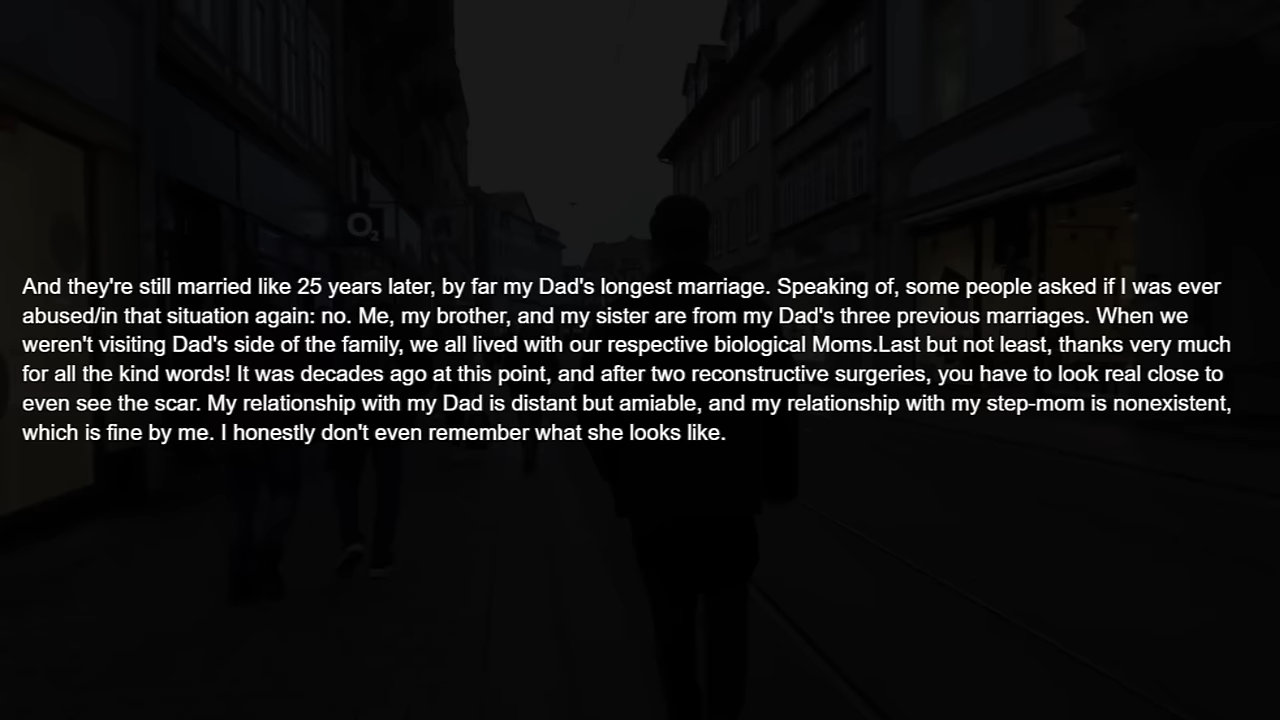 O2
And they're still married like 25 years later, by far my Dad's longest marriage. Speaking of, some people asked if I was ever
abused/in that situation again: no. Me, my brother, and my sister are from my Dad's three previous marriages. When we
weren't visiting Dad's side of the family, we all lived with our respective biological Moms.Last but not least, thanks very much
for all the kind words! It was decades ago at this point, and after two reconstructive surgeries, you have to look real close to
even see the scar. My relationship with my Dad is distant but amiable, and my relationship with my step-mom is nonexistent,
which is fine by me. I honestly don't even remember what she looks like.